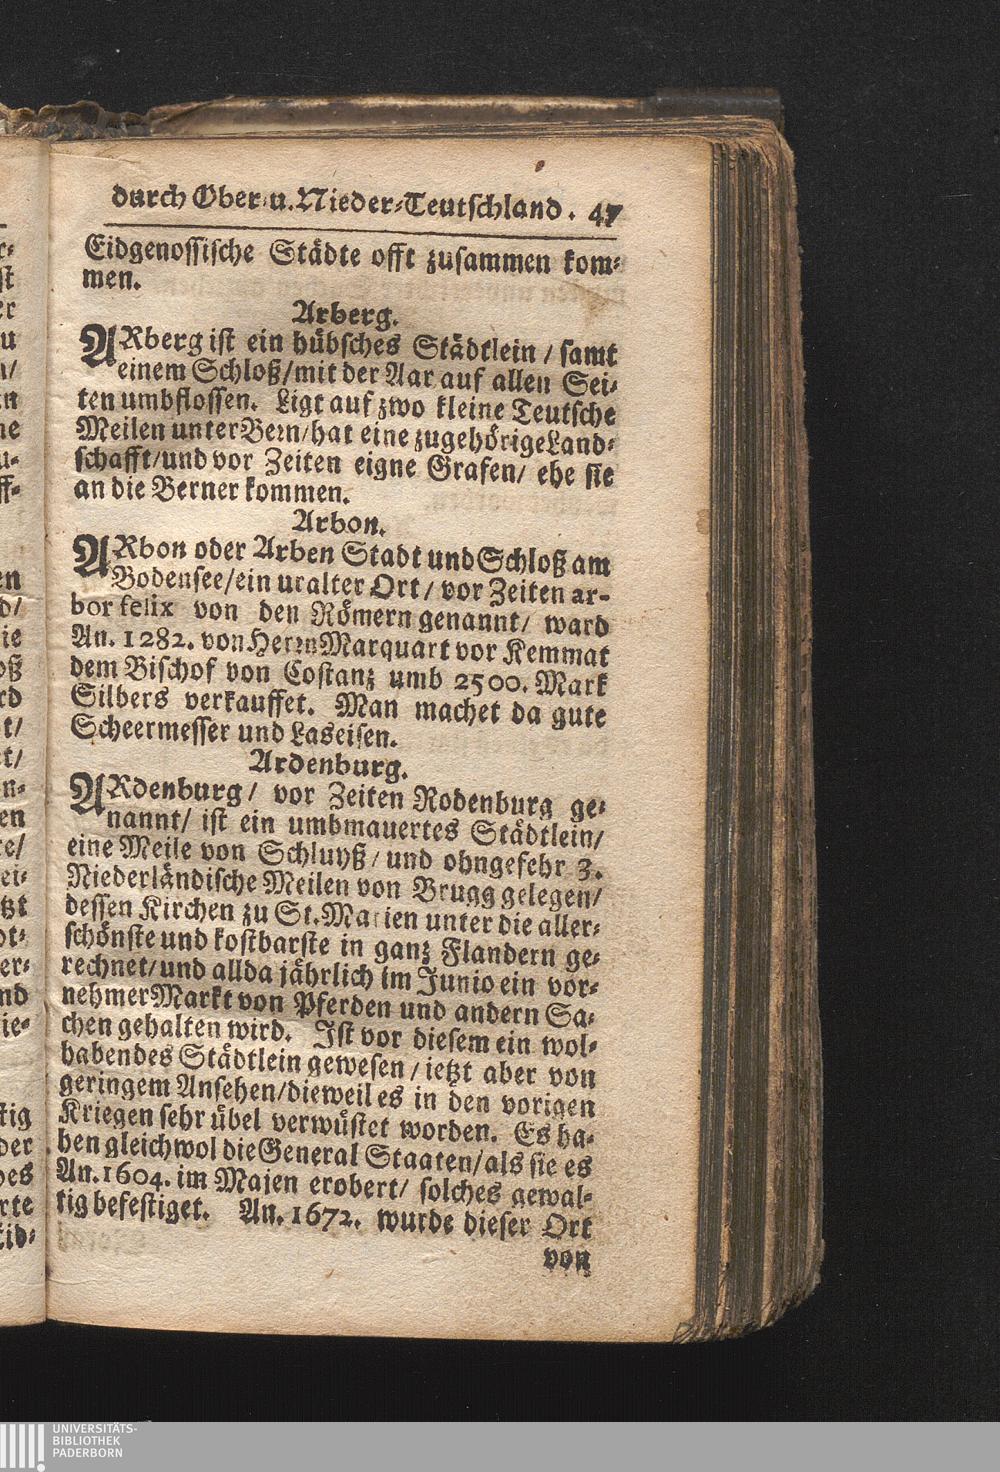 durch Ober- u. Nieder-Teutschland. 47
Eidgenossische Städte offt zusammen kom-
men.
Arberg.
ARberg ist ein hübsches Städtlein / samt
einem Schloß/mit der Aar auf allen Sei-
ten umbflossen. Ligt auf zwo kleine Teutsche
Meilen unter Bern/hat eine zugehörige Land-
schafft/und vor Zeiten eigne Grafen/ ehe sie
an die Berner kommen.
Arbon.
ARbon oder Arben Stadt und Schloß am
Bodensee/ein uralter Ort/ vor Zeiten ar-
bor felix von den Römern genannt/ ward
An. 1282. von Herrn Marquart vor Kemmat
dem Bischof von Costanz umb 2500. Mark
Silbers verkauffet. Man machet da gute
Scheermesser und Laseisen.
Ardenburg.
ARdenburg/ vor Zeiten Rodenburg ge-
nannt/ ist ein umbmauertes Städtlein/
eine Meile von Schluyß/und ohngefehr 3.
Niederländische Meilen von Brugg gelegen/
dessen Kirchen zu St. Marien unter die aller-
schönste und kostbarste in ganz Flandern ge-
rechnet/und allda jährlich im Junio ein vor-
nehmer Markt von Pferden und andern Sa-
chen gehalten wird. Ist vor diesem ein wol-
habendes Städtlein gewesen / ietzt aber von
geringem Ansehen/dieweil es in den vorigen
Kriegen sehr übel verwüstet worden. Es ha-
ben gleichwol die General Staaten/als sie es
An. 1604. im Majen erobert/ solches gewal-
tig befestiget. An. 1672. wurde dieser Ort
von
UNIVERSITÄTS-
BIBLIOTHEK
PADERBORN